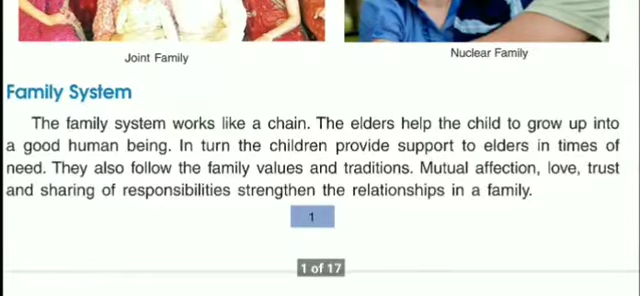 Joint Family
Nuclear Family
Family System
The family system works like a chain. The elders help the child to grow up into
a good human being. In turn the children provide support to elders in times of
need. They also follow the family values and traditions. Mutual affection, love, trust
and sharing of responsibilities strengthen the relationships in a family.
1
1 of 17